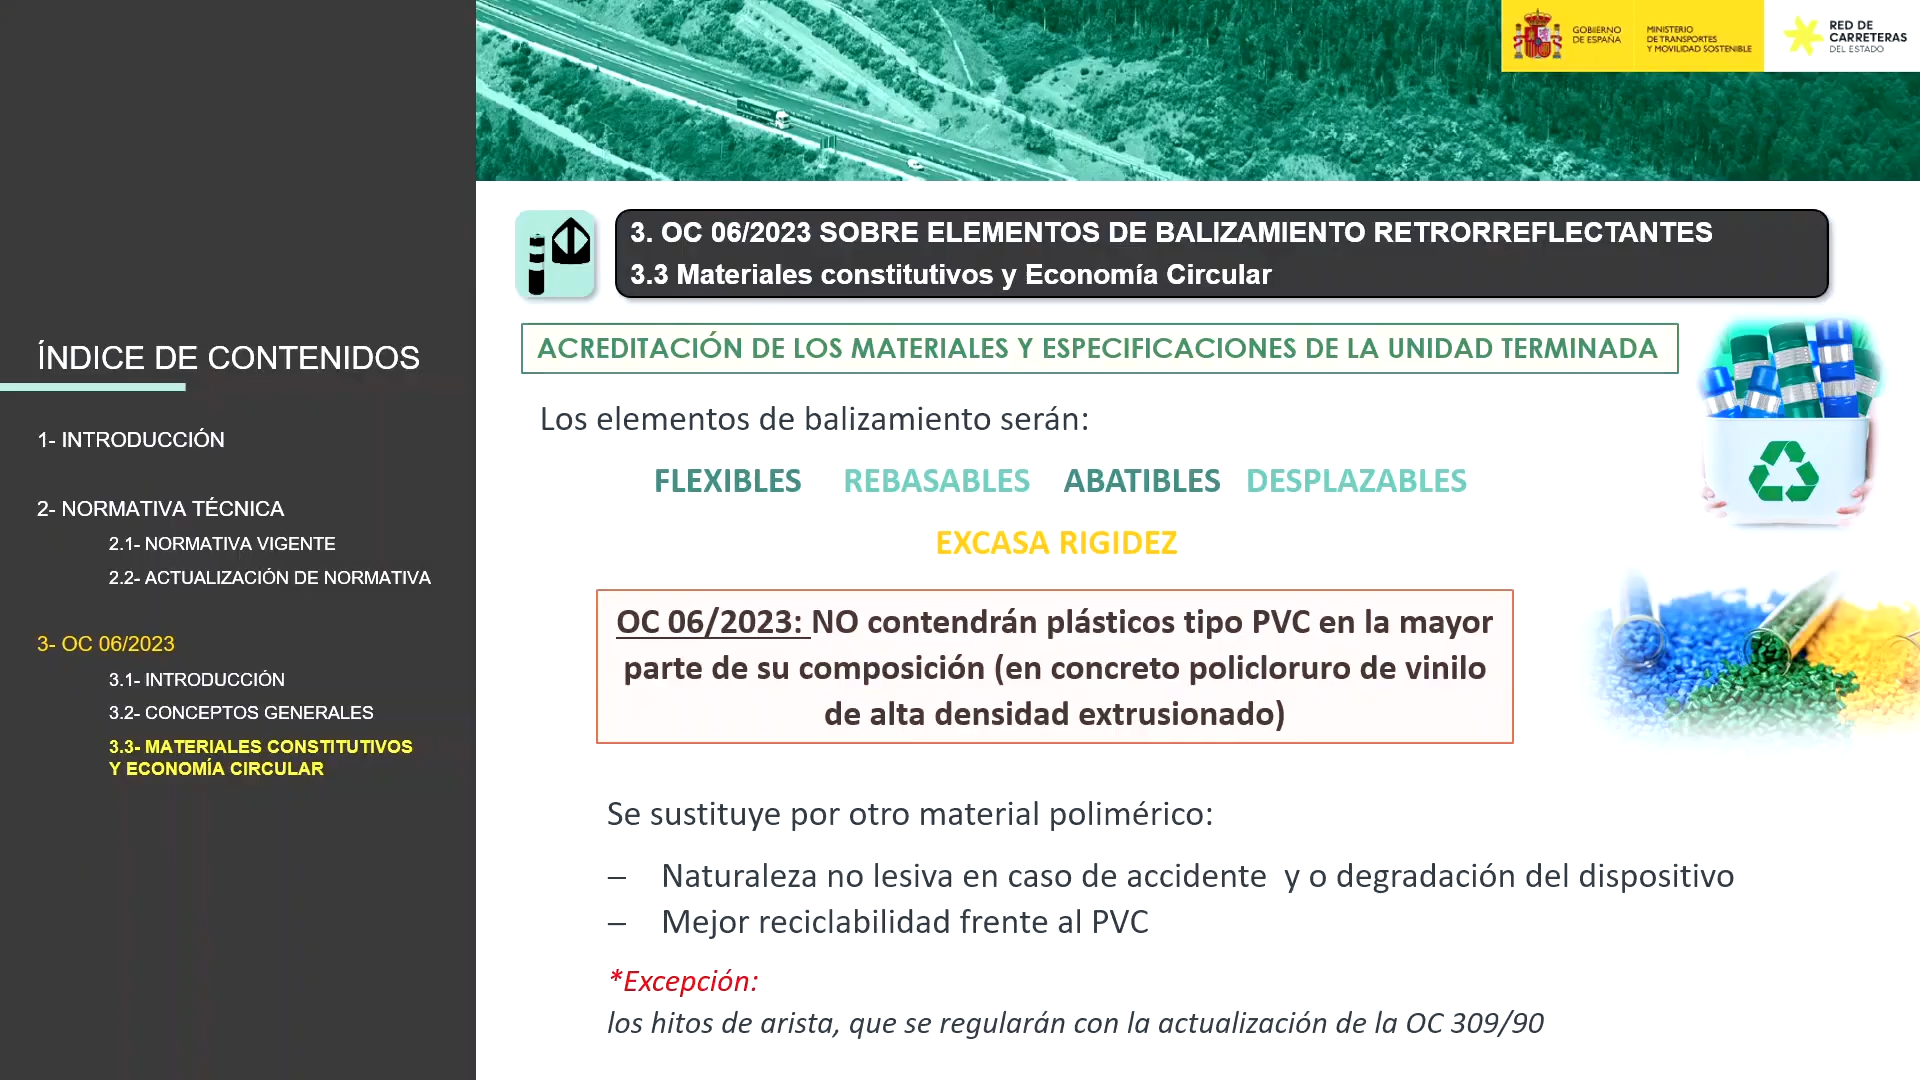 GOBIERNO
DE ESPAÑA
MINISTERIO
DE TRANSPORTES
Y MOVILIDAD SOSTENIBLE
RED DE
CARRETERAS
DEL ESTADO
ÍNDICE DE CONTENIDOS
1- INTRODUCCIÓN
2- NORMATIVA TÉCNICA
2.1- NORMATIVA VIGENTE
2.2- ACTUALIZACIÓN DE NORMATIVA
3- OC 06/2023
3.1- INTRODUCCIÓN
3.2- CONCEPTOS GENERALES
3.3- MATERIALES CONSTITUTIVOS
Y ECONOMÍA CIRCULAR
3. OC 06/2023 SOBRE ELEMENTOS DE BALIZAMIENTO RETRORREFLECTANTES
3.3 Materiales constitutivos y Economía Circular
ACREDITACIÓN DE LOS MATERIALES Y ESPECIFICACIONES DE LA UNIDAD TERMINADA
Los elementos de balizamiento serán:
FLEXIBLES REBASABLES ABATIBLES DESPLAZABLES
EXCASA RIGIDEZ
OC 06/2023: NO contendrán plásticos tipo PVC en la mayor
parte de su composición (en concreto policloruro de vinilo
de alta densidad extrusionado)
Se sustituye por otro material polimérico:
– Naturaleza no lesiva en caso de accidente y o degradación del dispositivo
– Mejor reciclabilidad frente al PVC
*Excepción:
los hitos de arista, que se regularán con la actualización de la OC 309/90